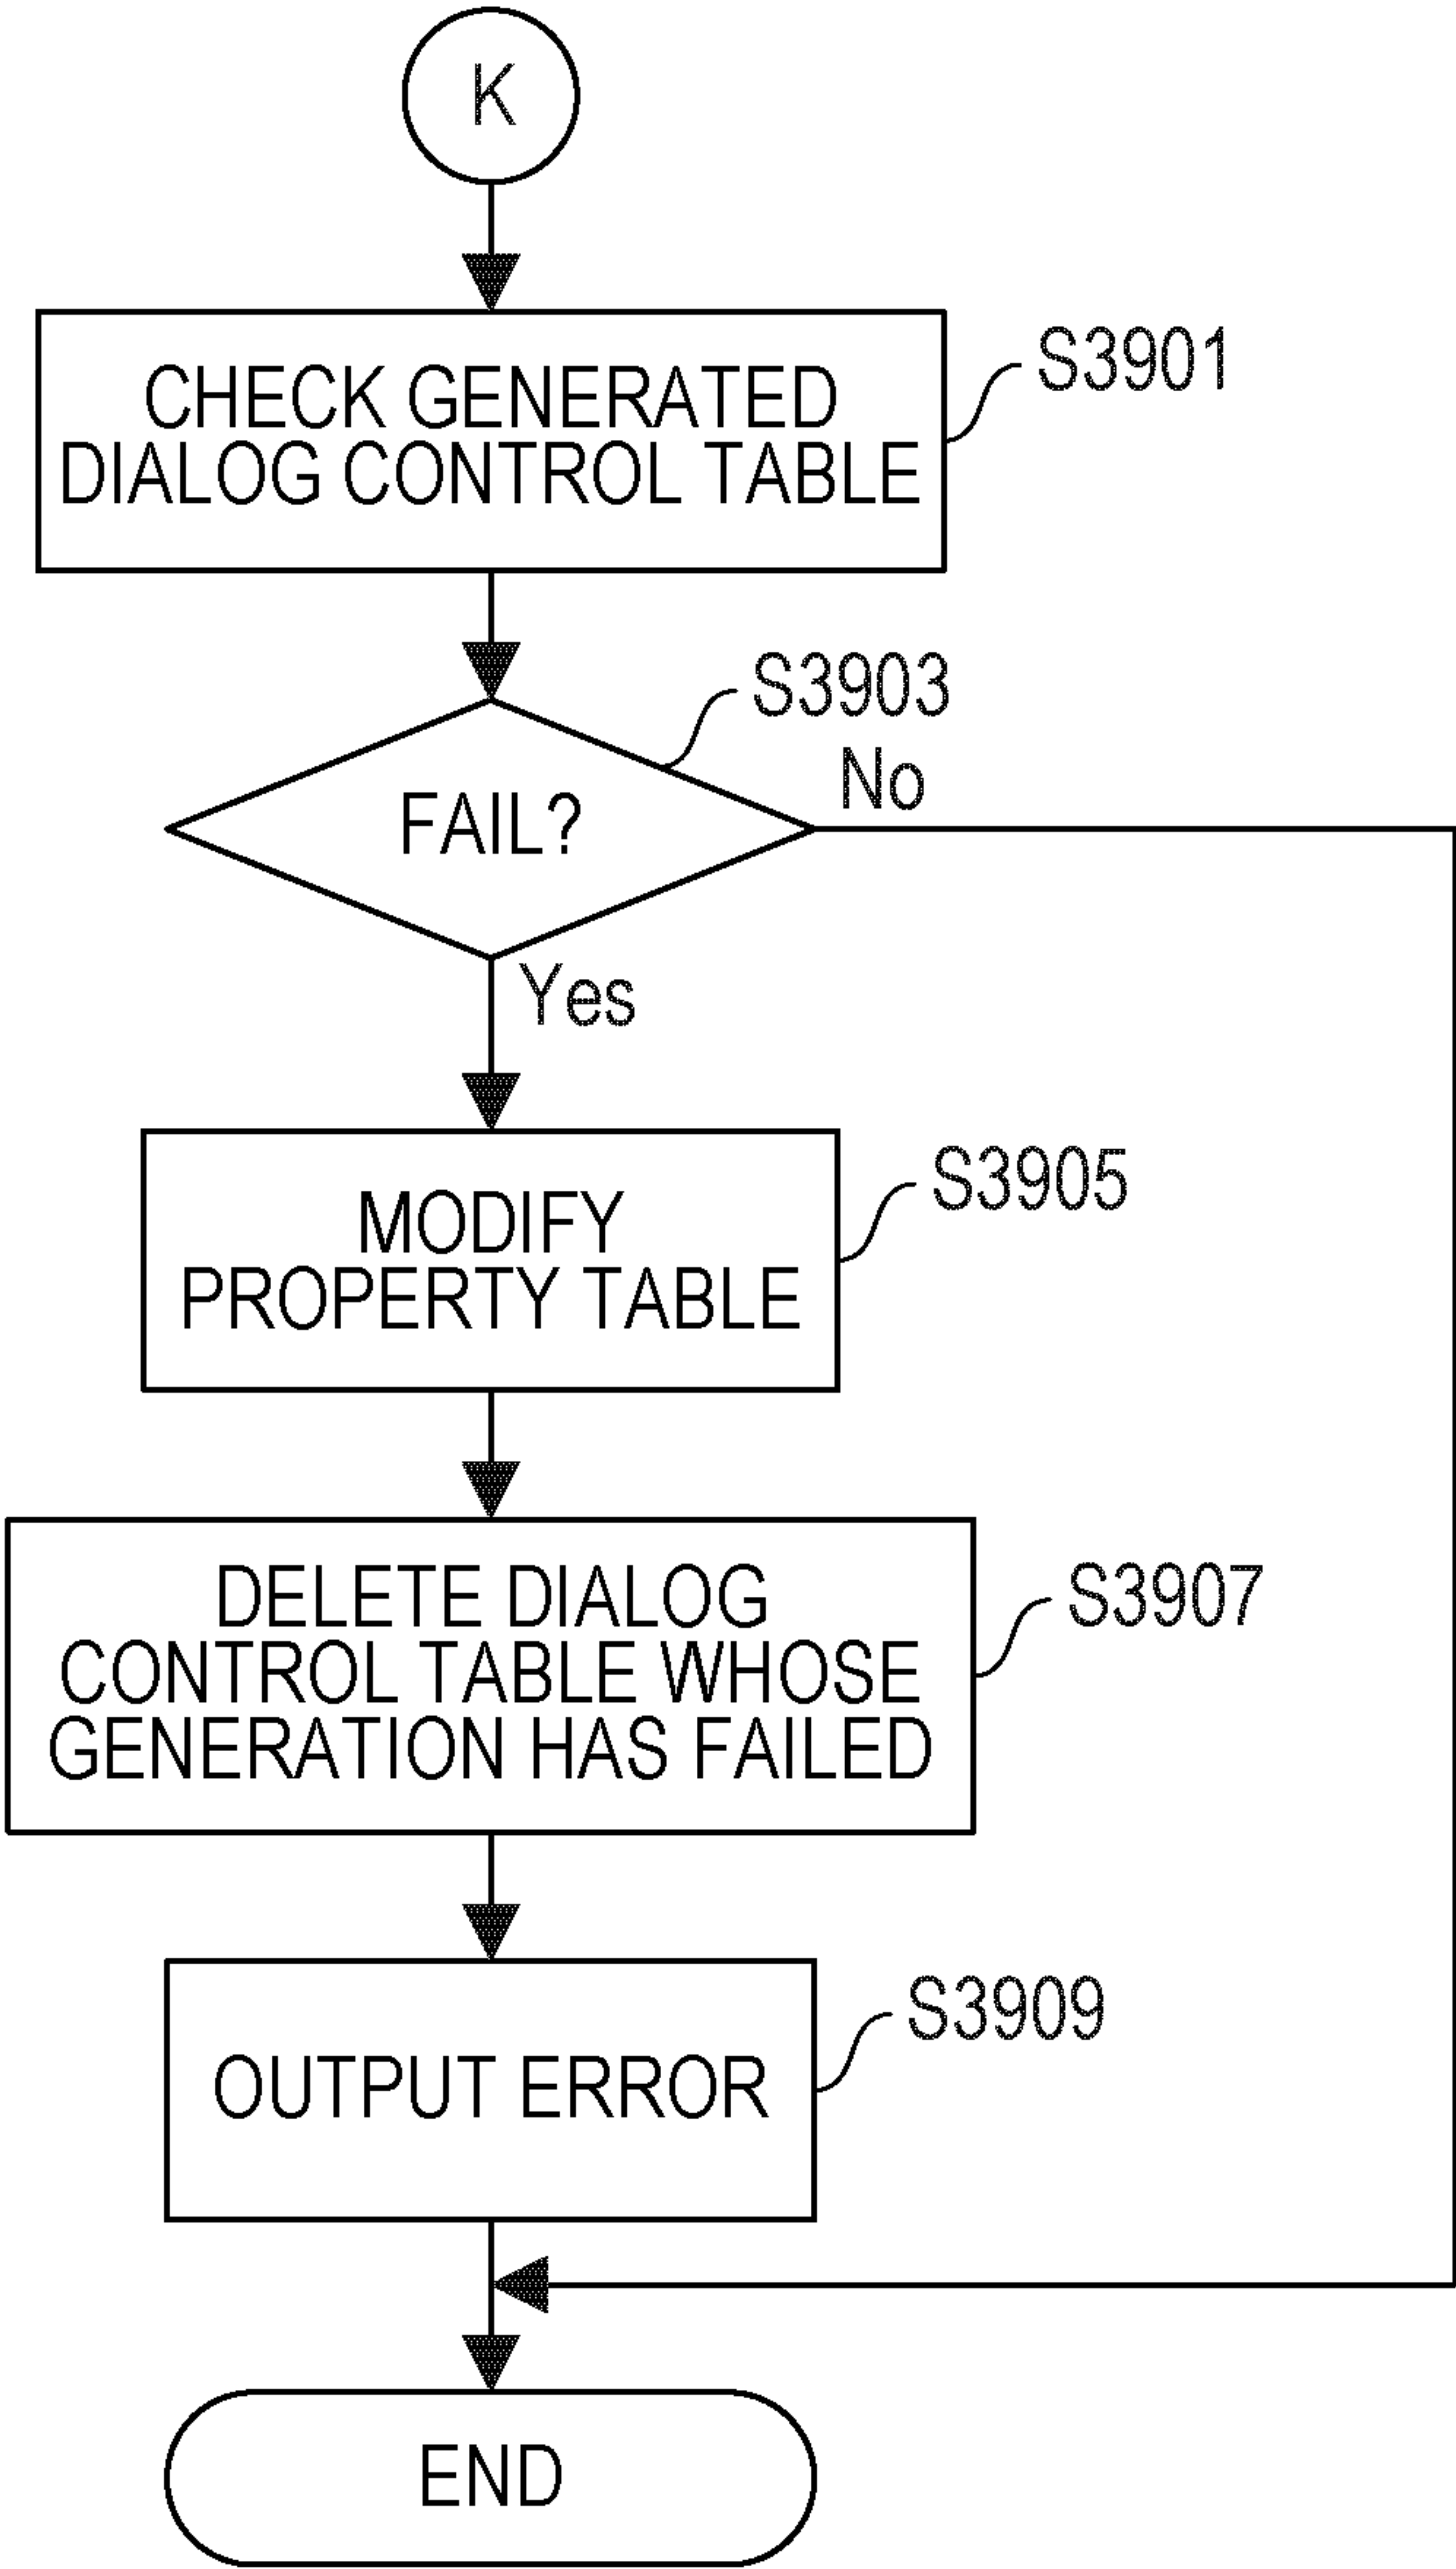 K
CHECK GENERATED
DIALOG CONTROL TABLE
S3901
S3903
FAIL?
No
Yes
MODIFY
PROPERTY TABLE
S3905
DELETE DIALOG
CONTROL TABLE WHOSE
GENERATION HAS FAILED
S3907
OUTPUT ERROR
S3909
END